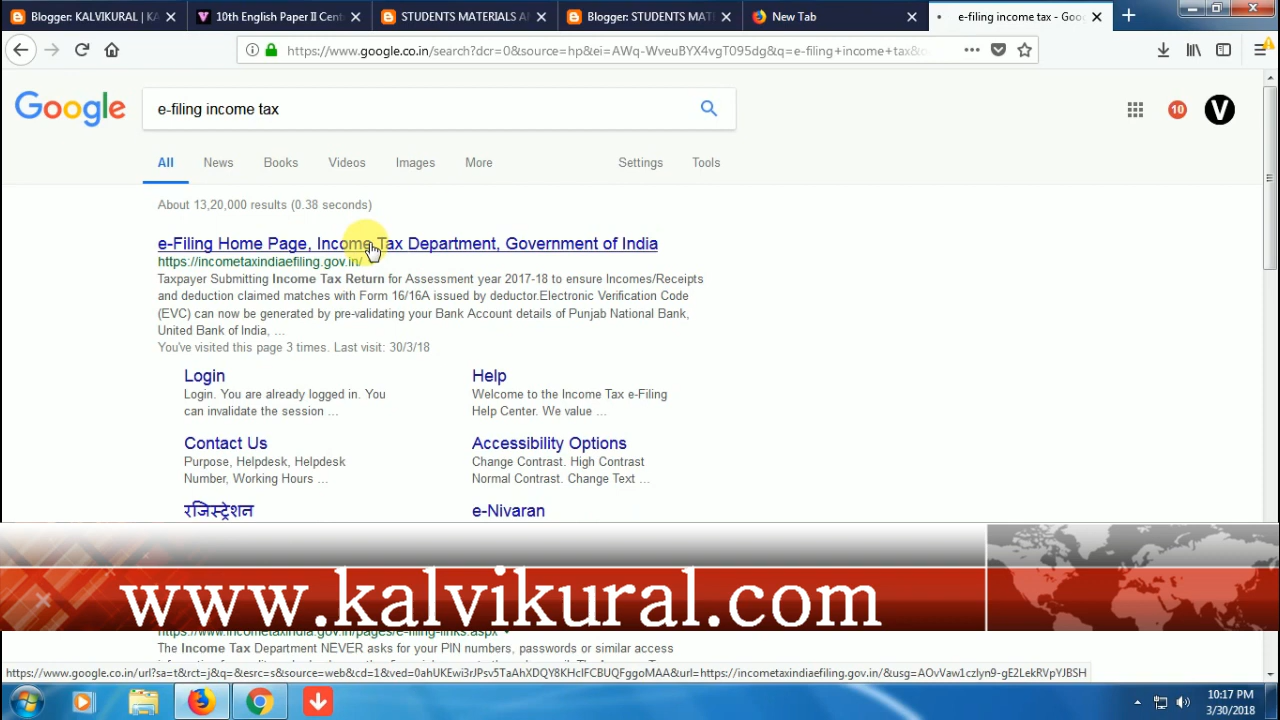 Blogger: KALVIKURAL | KA
10th English Paper II Cent
STUDENTS MATERIALS A
Blogger: STUDENTS MAT
New Tab
e-filing income tax - Goo
https://www.google.co.in/search?dcr=0&source=hp&ei=AWq-WveuBYX4vgT095dg&q=e-filing+income+tax&o
Google
e-filing income tax
10
V
All
News
Books
Videos
Images
More
Settings
Tools
About 13,20,000 results (0.38 seconds)
e-Filing Home Page, Income Tax Department, Government of India
https://incometaxindiaefiling.gov.in/
Taxpayer Submitting Income Tax Return for Assessment year 2017-18 to ensure Incomes/Receipts
and deduction claimed matches with Form 16/16A issued by deductor.Electronic Verification Code
(EVC) can now be generated by pre-validating your Bank Account details of Punjab National Bank,
United Bank of India, ...
You've visited this page 3 times. Last visit: 30/3/18
Login
Login. You are already logged in. You
can invalidate the session ...
Help
Welcome to the Income Tax e-Filing
Help Center. We value ...
Contact Us
Purpose, Helpdesk, Helpdesk
Number, Working Hours ...
Accessibility Options
Change Contrast. High Contrast
Normal Contrast. Change Text ...
रजिस्ट्रेशन
e-Nivaran
www.kalvikural.com
https://www.incometaxindia.gov.in/pages/e-filing-links.aspx
The Income Tax Department NEVER asks for your PIN numbers, passwords or similar access
https://www.google.co.in/url?sa=t&rct=j&q=&esrc=s&source=web&cd=1&ved=0ahUKEwi3rJPsv5TaAhXDQY8KHcIFCBUQFggoMAA&url=https://incometaxindiaefiling.gov.in/&usg=AOvVaw1czlyn9-gE2LekRVpYJBSH
10:17 PM
3/30/2018